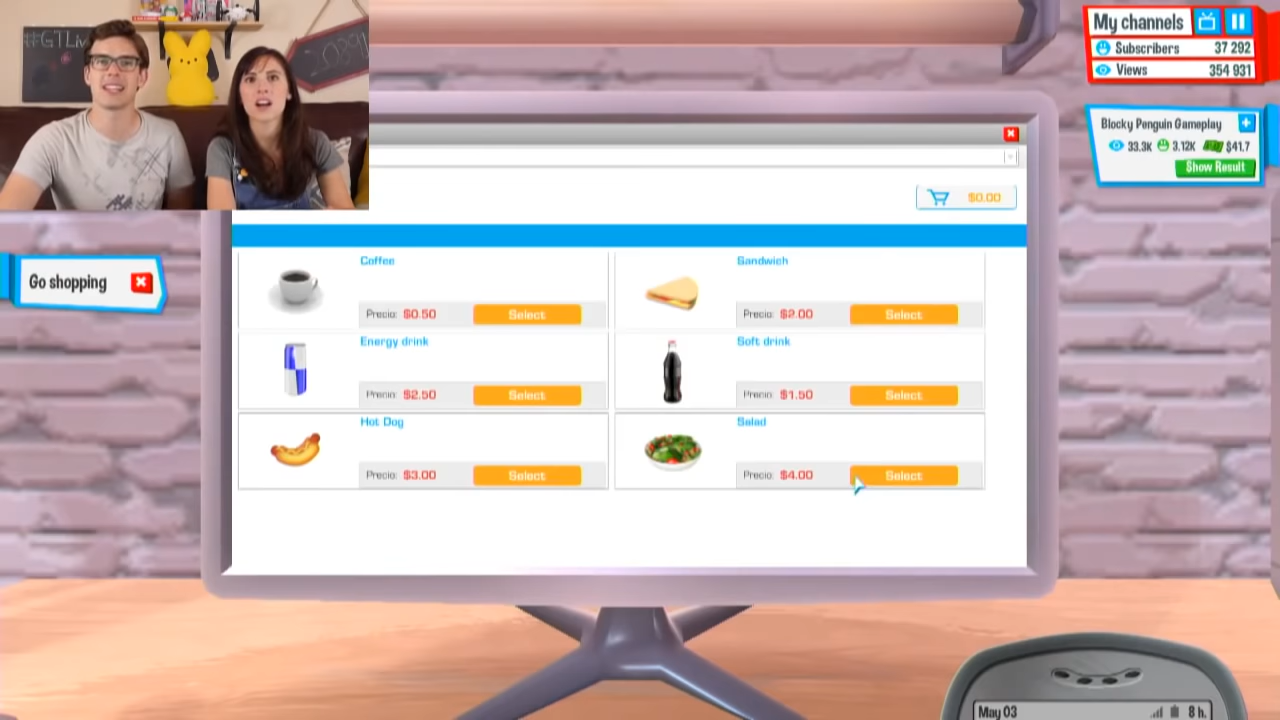 #GTLiv
My channels
Subscribers 37 292
Views 354 931
Blocky Penguin Gameplay +
33.3K 3.12K $41.7
Show Result
$0.00
Go shopping
Coffee
Precio: $0.50 Select
Sandwich
Precio: $2.00 Select
Energy drink
Precio: $2.50 Select
Soft drink
Precio: $1.50 Select
Hot Dog
Precio: $3.00 Select
Salad
Precio: $4.00 Select
May 03 8 h.